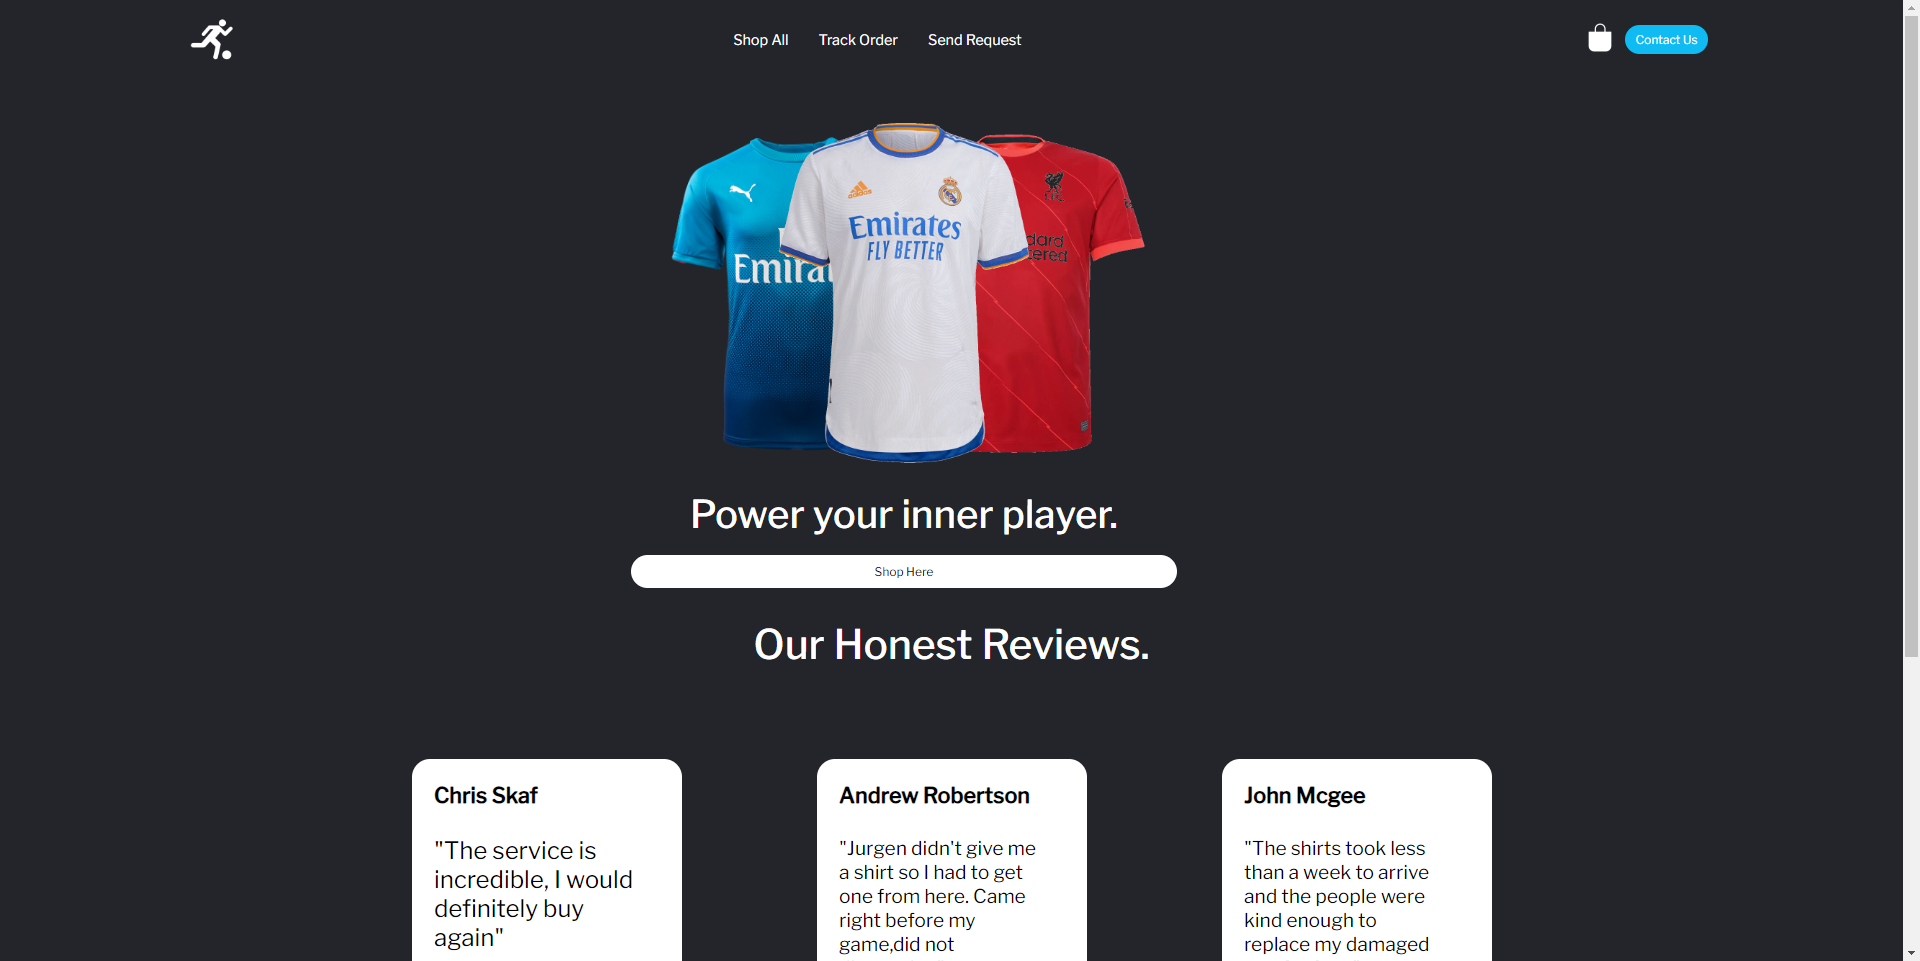 Shop All
Track Order
Send Request
Contact Us
adidas
Emirates
FLY BETTER
Emira
dard
tered
Power your inner player.
Shop Here
Our Honest Reviews.
Chris Skaf
"The service is
incredible, I would
definitely buy
again"
Andrew Robertson
"Jurgen didn't give me
a shirt so I had to get
one from here. Came
right before my
game,did not
John Mcgee
"The shirts took less
than a week to arrive
and the people were
kind enough to
replace my damaged